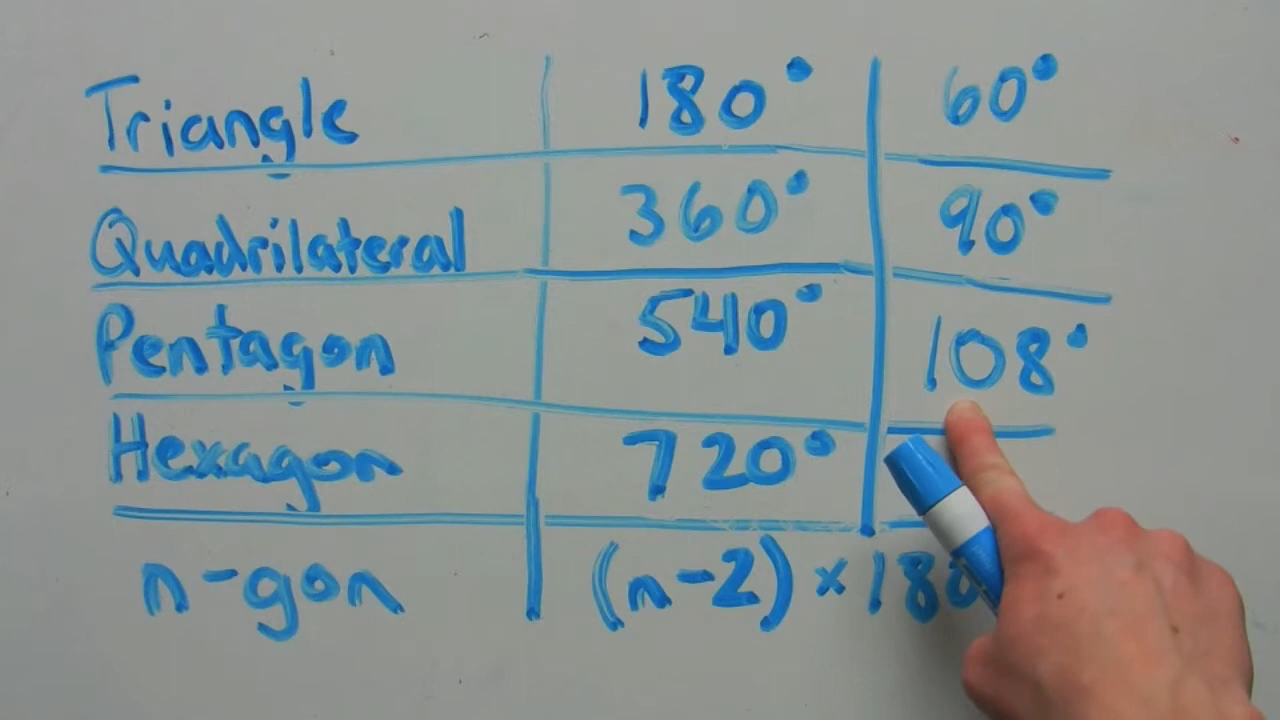 Triangle 180° 60°
Quadrilateral 360° 90°
Pentagon 540° 108°
Hexagon 720°
n-gon (n-2) × 180